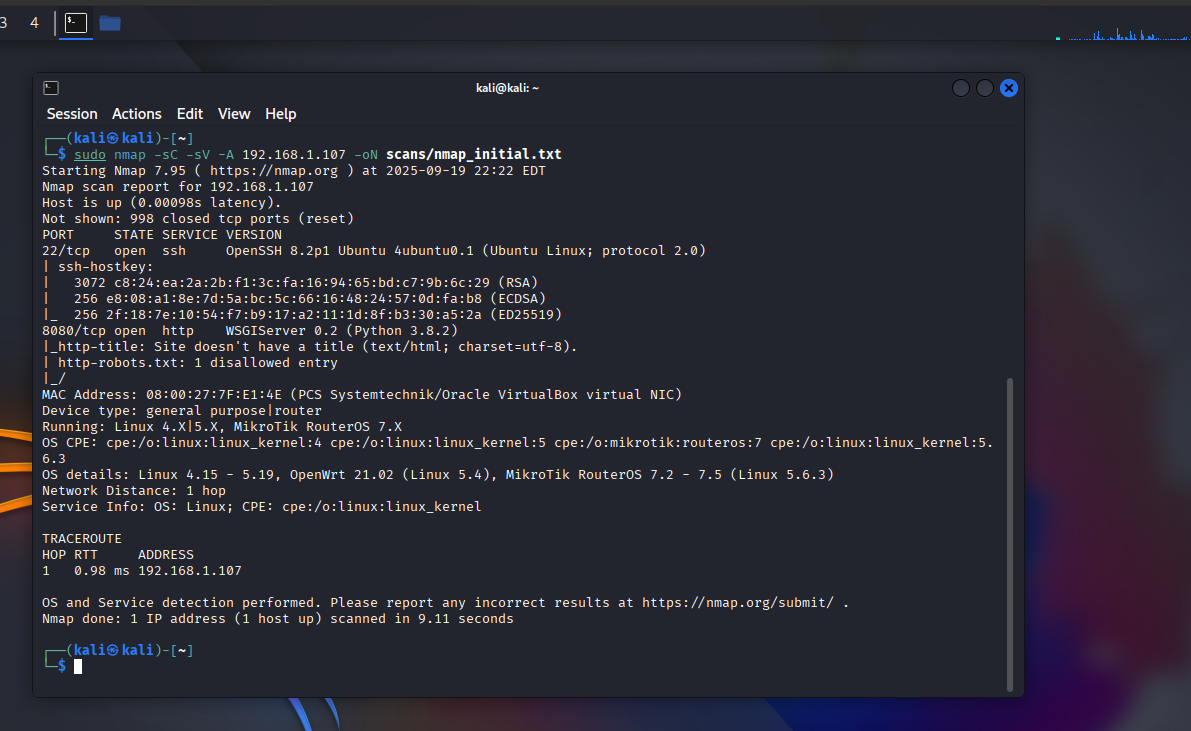 3 4
kali@kali: ~
Session Actions Edit View Help
┌──(kali㉿kali)-[~]
└─$ sudo nmap -sC -sV -A 192.168.1.107 -oN scans/nmap_initial.txt
Starting Nmap 7.95 ( https://nmap.org ) at 2025-09-19 22:22 EDT
Nmap scan report for 192.168.1.107
Host is up (0.00098s latency).
Not shown: 998 closed tcp ports (reset)
PORT     STATE SERVICE VERSION
22/tcp   open  ssh     OpenSSH 8.2p1 Ubuntu 4ubuntu0.1 (Ubuntu Linux; protocol 2.0)
| ssh-hostkey:
|   3072 c8:24:ea:2a:2b:f1:3c:fa:16:94:65:bd:c7:9b:6c:29 (RSA)
|   256 e8:08:a1:8e:7d:5a:bc:5c:66:16:48:24:57:0d:fa:b8 (ECDSA)
|_  256 2f:18:7e:10:54:f7:b9:17:a2:11:1d:8f:b3:30:a5:2a (ED25519)
8080/tcp open  http    WSGIServer 0.2 (Python 3.8.2)
|_http-title: Site doesn't have a title (text/html; charset=utf-8).
| http-robots.txt: 1 disallowed entry
|_/
MAC Address: 08:00:27:7F:E1:4E (PCS Systemtechnik/Oracle VirtualBox virtual NIC)
Device type: general purpose|router
Running: Linux 4.X|5.X, MikroTik RouterOS 7.X
OS CPE: cpe:/o:linux:linux_kernel:4 cpe:/o:linux:linux_kernel:5 cpe:/o:mikrotik:routeros:7 cpe:/o:linux:linux_kernel:5.
6.3
OS details: Linux 4.15 - 5.19, OpenWrt 21.02 (Linux 5.4), MikroTik RouterOS 7.2 - 7.5 (Linux 5.6.3)
Network Distance: 1 hop
Service Info: OS: Linux; CPE: cpe:/o:linux:linux_kernel
TRACEROUTE
HOP RTT     ADDRESS
1   0.98 ms 192.168.1.107
OS and Service detection performed. Please report any incorrect results at https://nmap.org/submit/ .
Nmap done: 1 IP address (1 host up) scanned in 9.11 seconds
┌──(kali㉿kali)-[~]
└─$